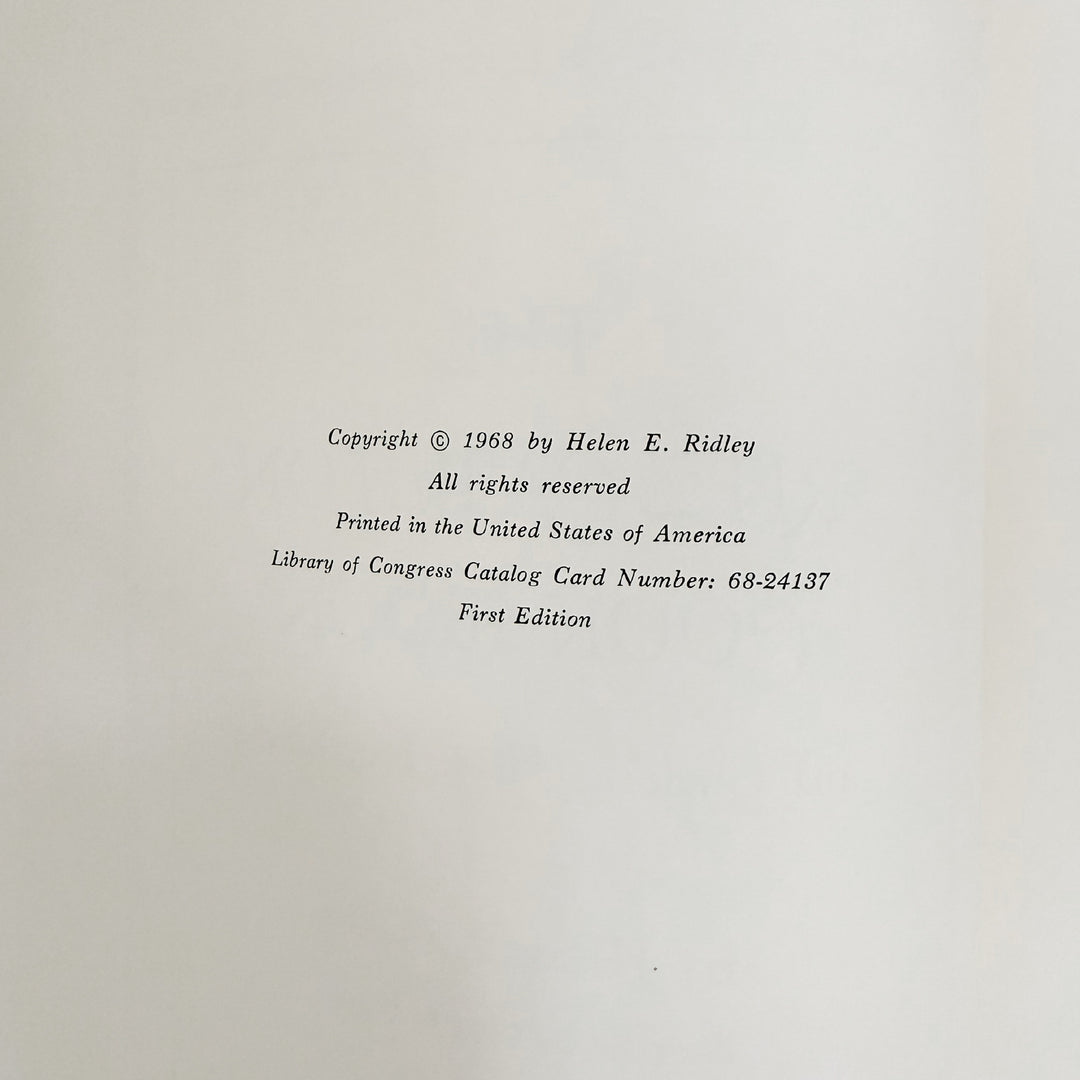 Copyright © 1968 by Helen E. Ridley
All rights reserved
Printed in the United States of America
Library of Congress Catalog Card Number: 68-24137
First Edition